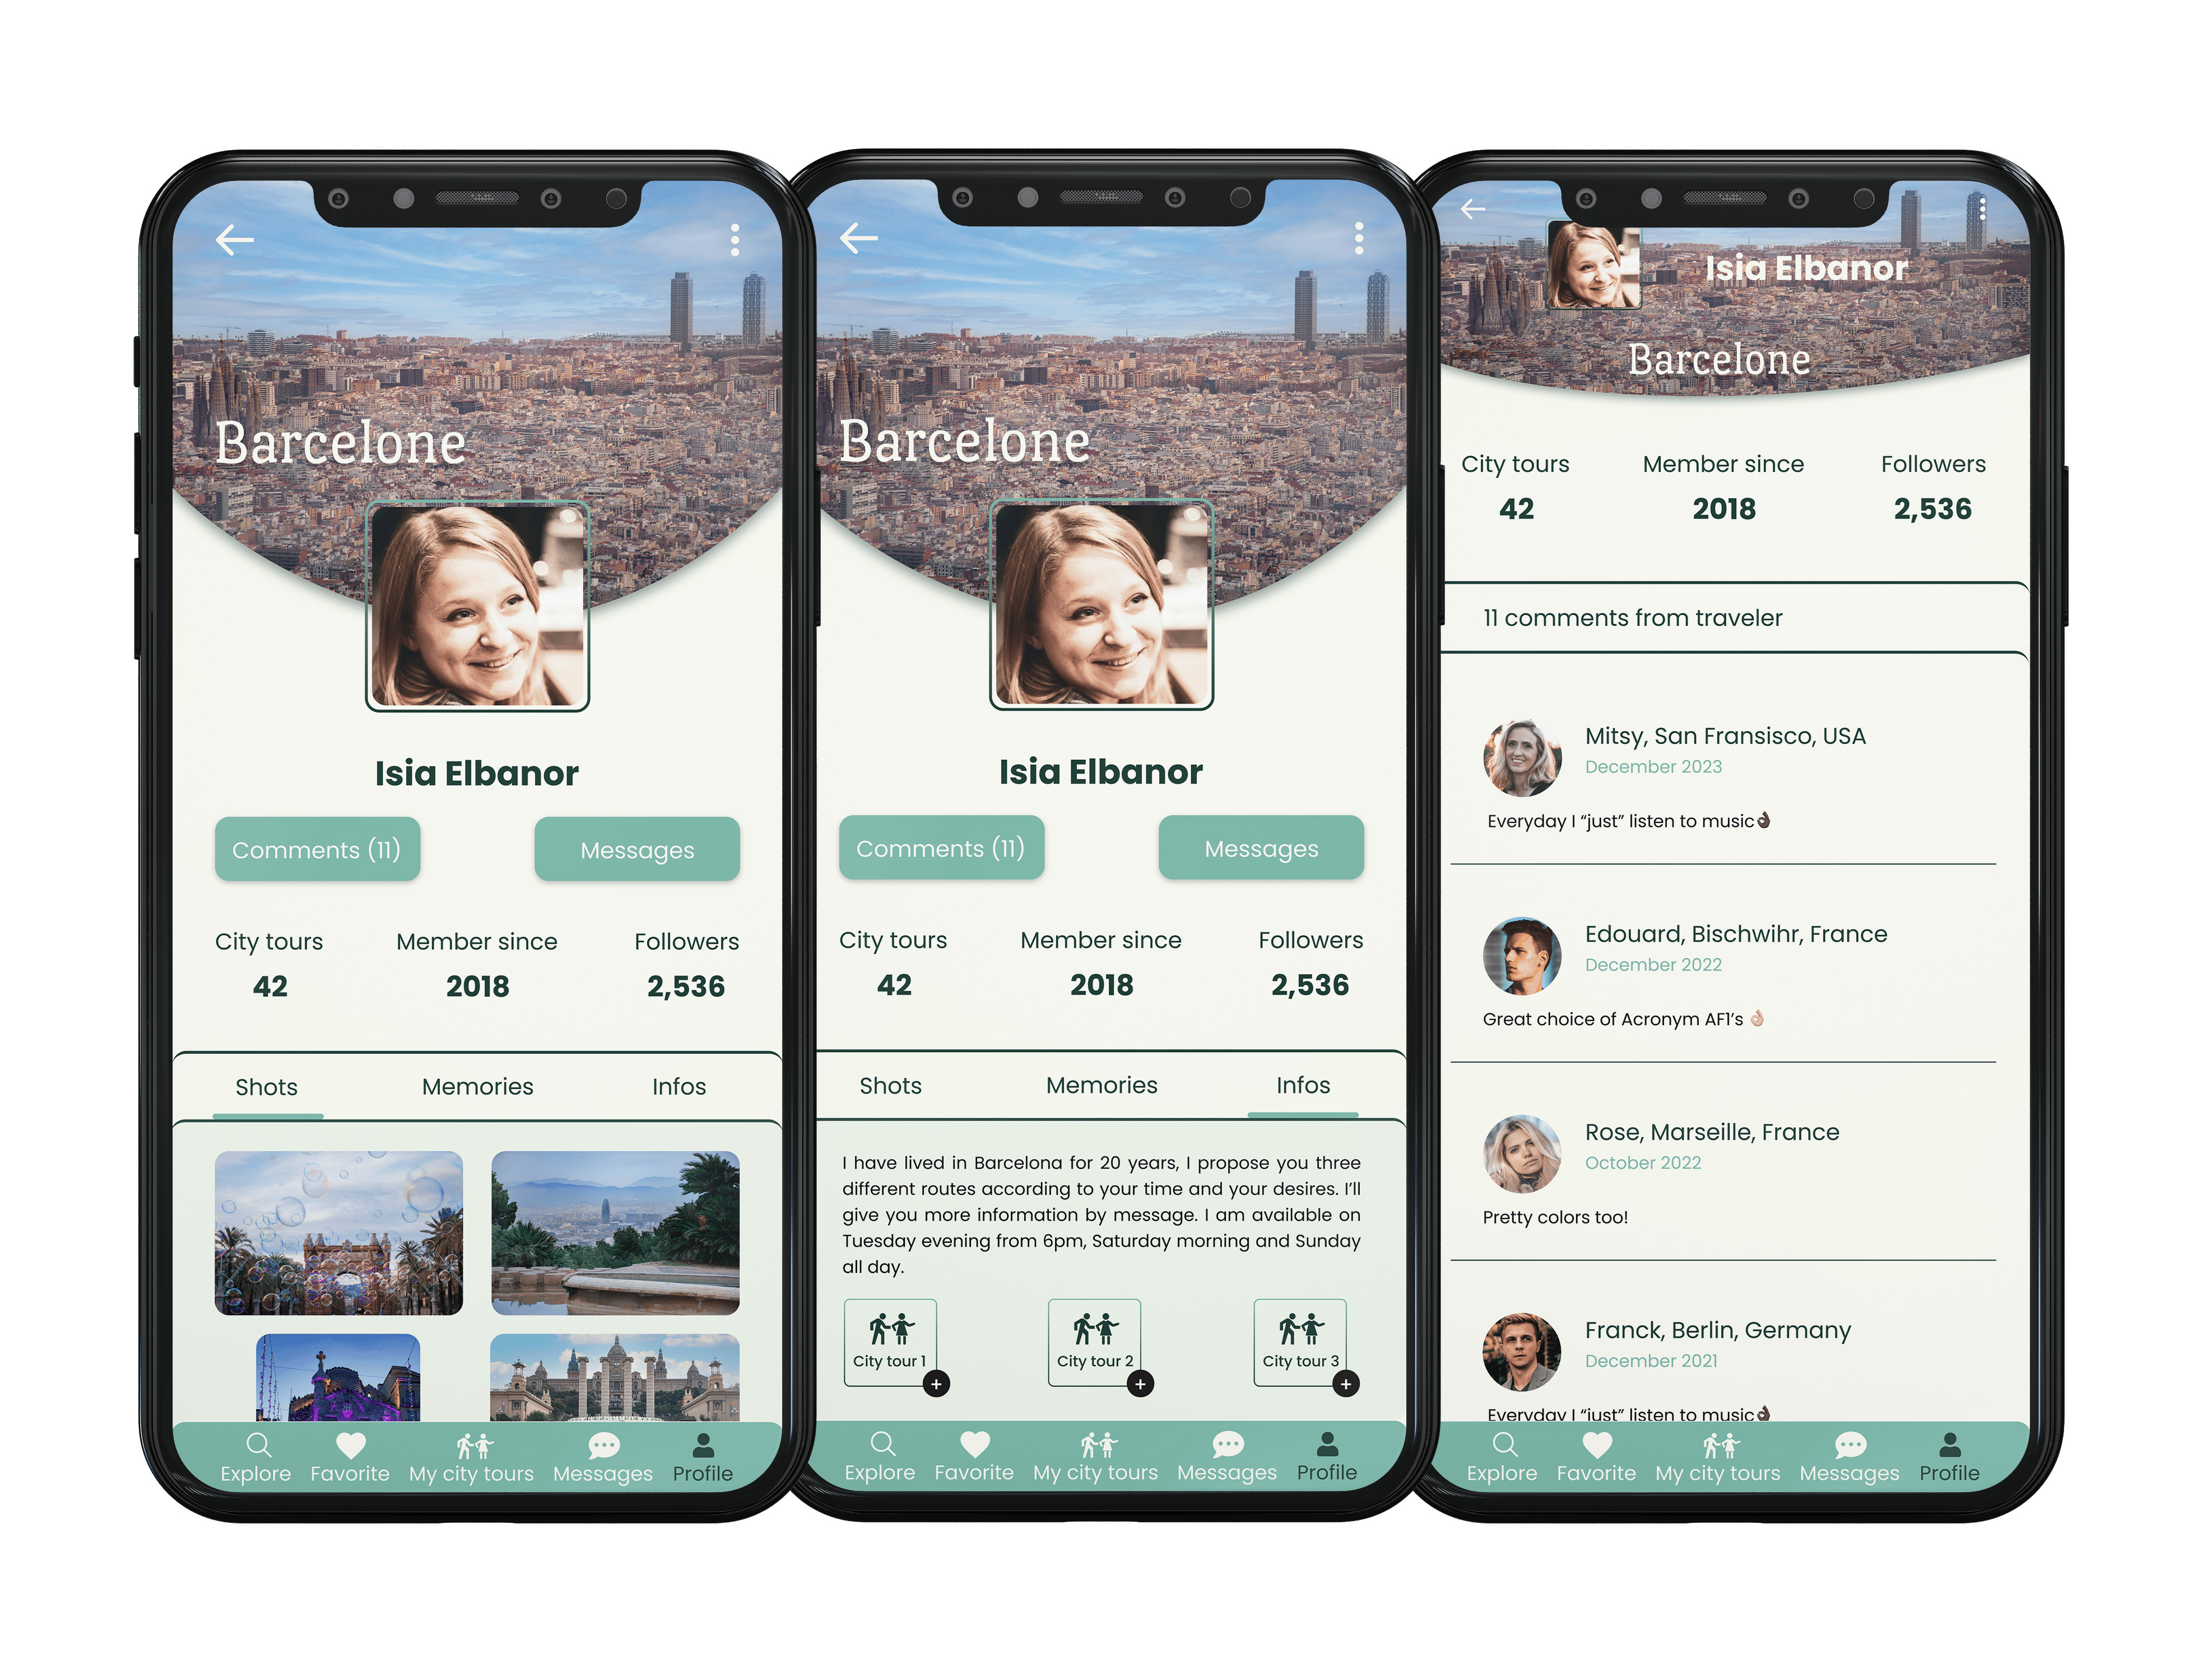 Barcelone
Isia Elbanor
Comments (11)
Messages
City tours
Member since
Followers
42
2018
2,536
Shots
Memories
Infos
Explore
Favorite
My city tours
Messages
Profile
Barcelone
Isia Elbanor
Comments (11)
Messages
City tours
Member since
Followers
42
2018
2,536
Shots
Memories
Infos
I have lived in Barcelona for 20 years, I propose you three
different routes according to your time and your desires. I'll
give you more information by message. I am available on
Tuesday evening from 6pm, Saturday morning and Sunday
all day.
City tour 1
City tour 2
City tour 3
Explore
Favorite
My city tours
Messages
Profile
Isia Elbanor
Barcelone
City tours
Member since
Followers
42
2018
2,536
11 comments from traveler
Mitsy, San Fransisco, USA
December 2023
Everyday I “just” listen to music👌🏿
Edouard, Bischwihr, France
December 2022
Great choice of Acronym AF1's 👌🏼
Rose, Marseille, France
October 2022
Pretty colors too!
Franck, Berlin, Germany
December 2021
Everyday I “just” listen to music👌🏿
Explore
Favorite
My city tours
Messages
Profile